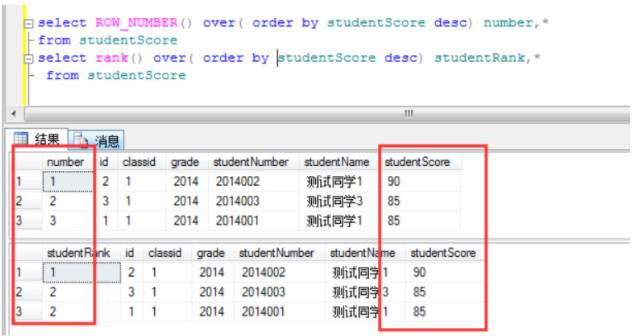 select ROW_NUMBER() over( order by studentScore desc) number,*
from studentScore
select rank() over( order by studentScore desc) studentRank,*
from studentScore
结果 消息
number id classid grade studentNumber studentName studentScore
1 1 2 1 2014 2014002 测试同学1 90
2 2 3 1 2014 2014003 测试同学3 85
3 3 1 1 2014 2014001 测试同学1 85
studentRank id classid grade studentNumber studentName studentScore
1 1 2 1 2014 2014002 测试同学1 90
2 2 3 1 2014 2014003 测试同学3 85
3 2 1 1 2014 2014001 测试同学1 85